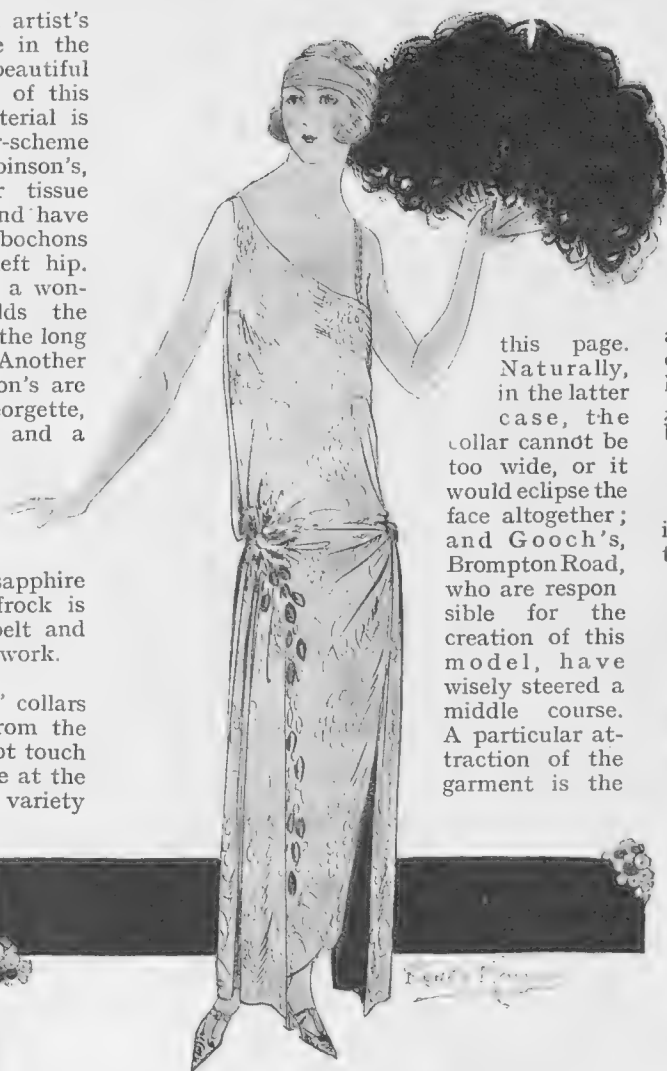 artist's
e in the
beautiful
of this
terial is
r-scheme
binson's,
r tissue
nd have
bochons
eft hip.
a won-
lds the
the long
Another
on's are
eorgette,
and a
sapphire
frock is
belt and
work.
" collars
rom the
ot touch
e at the
variety
this page.
Naturally,
in the latter
case, the
collar cannot be
too wide, or it
would eclipse the
face altogether;
and Gooch's,
Brompton Road,
who are respon
sible for the
creation of this
model, have
wisely steered a
middle course.
A particular at-
traction of the
garment is the